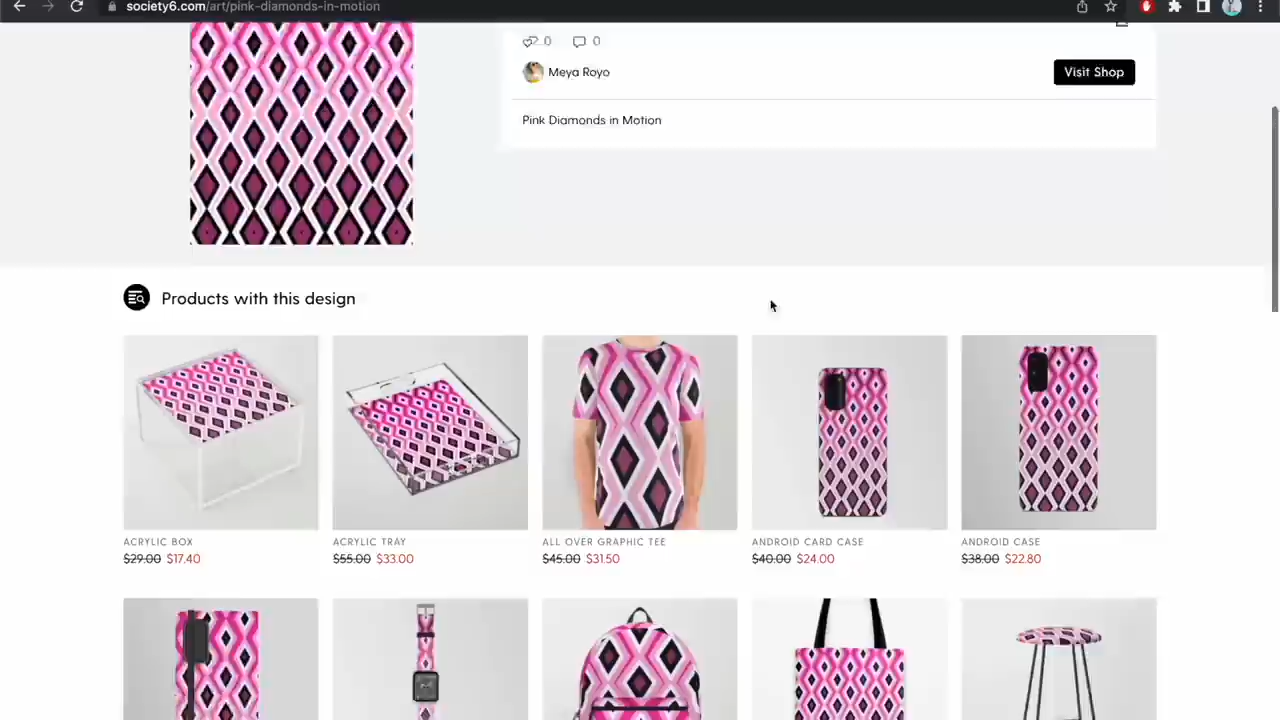 society6.com/art/pink-diamonds-in-motion
0 0
Meya Royo
Visit Shop
Pink Diamonds in Motion
Products with this design
ACRYLIC BOX
$29.00 $17.40
ACRYLIC TRAY
$55.00 $33.00
ALL OVER GRAPHIC TEE
$45.00 $31.50
ANDROID CARD CASE
$40.00 $24.00
ANDROID CASE
$38.00 $22.80